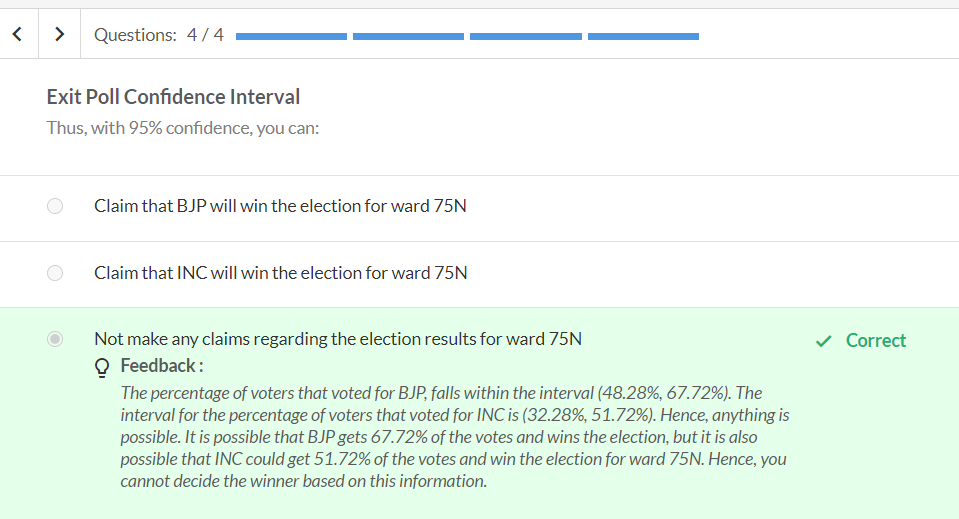 Questions: 4 / 4
Exit Poll Confidence Interval
Thus, with 95% confidence, you can:
Claim that BJP will win the election for ward 75N
Claim that INC will win the election for ward 75N
Not make any claims regarding the election results for ward 75N
Correct
Feedback :
The percentage of voters that voted for BJP, falls within the interval (48.28%, 67.72%). The
interval for the percentage of voters that voted for INC is (32.28%, 51.72%). Hence, anything is
possible. It is possible that BJP gets 67.72% of the votes and wins the election, but it is also
possible that INC could get 51.72% of the votes and win the election for ward 75N. Hence, you
cannot decide the winner based on this information.